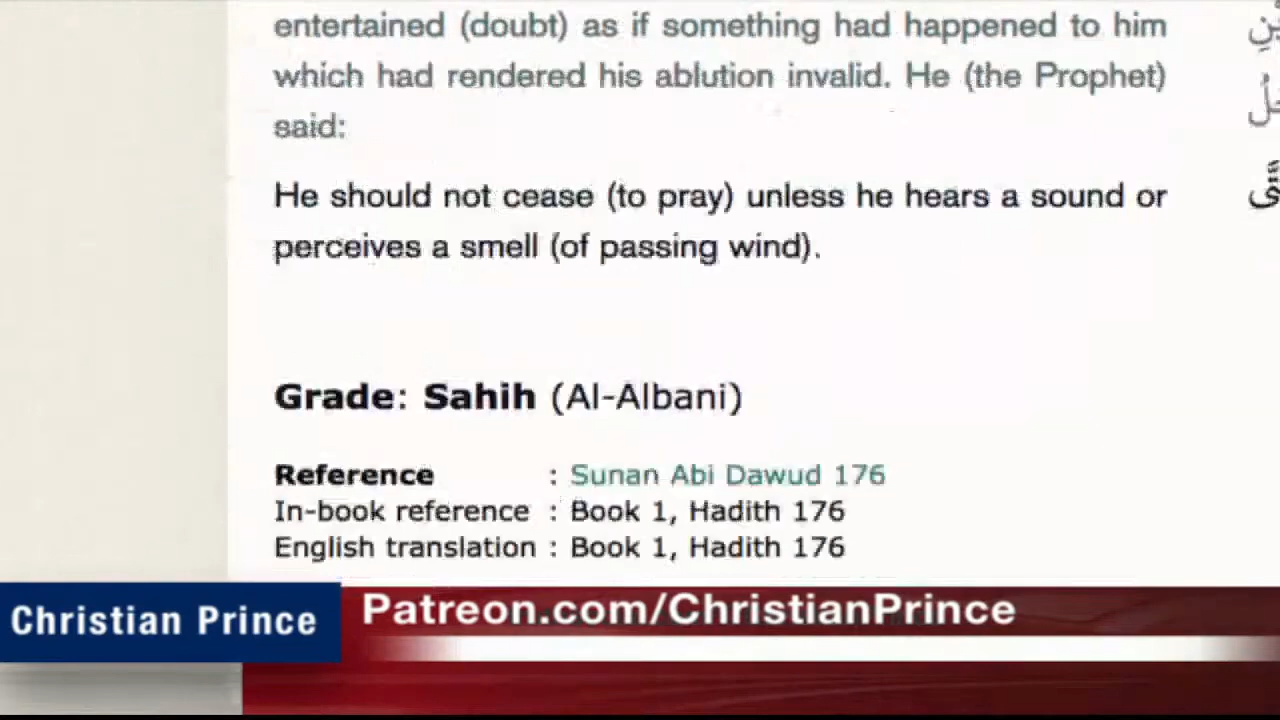 entertained (doubt) as if something had happened to him
which had rendered his ablution invalid. He (the Prophet)
said:
He should not cease (to pray) unless he hears a sound or
perceives a smell (of passing wind).
Grade: Sahih (Al-Albani)
Reference : Sunan Abi Dawud 176
In-book reference : Book 1, Hadith 176
English translation : Book 1, Hadith 176
Christian Prince
Patreon.com/ChristianPrince